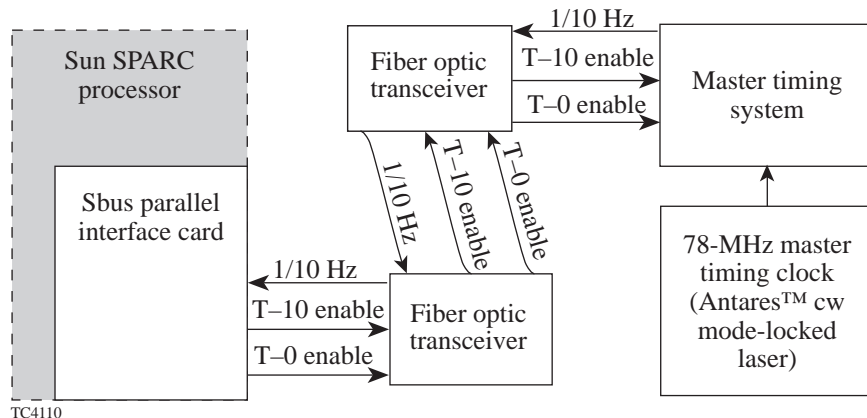 Sun SPARC
processor
Sbus parallel
interface card
1/10 Hz
T–10 enable
T–0 enable
Fiber optic
transceiver
1/10 Hz
T–10 enable
T–0 enable
Fiber optic
transceiver
1/10 Hz
T–10 enable
T–0 enable
Master timing
system
78-MHz master
timing clock
(Antares™ cw
mode-locked
laser)
TC4110